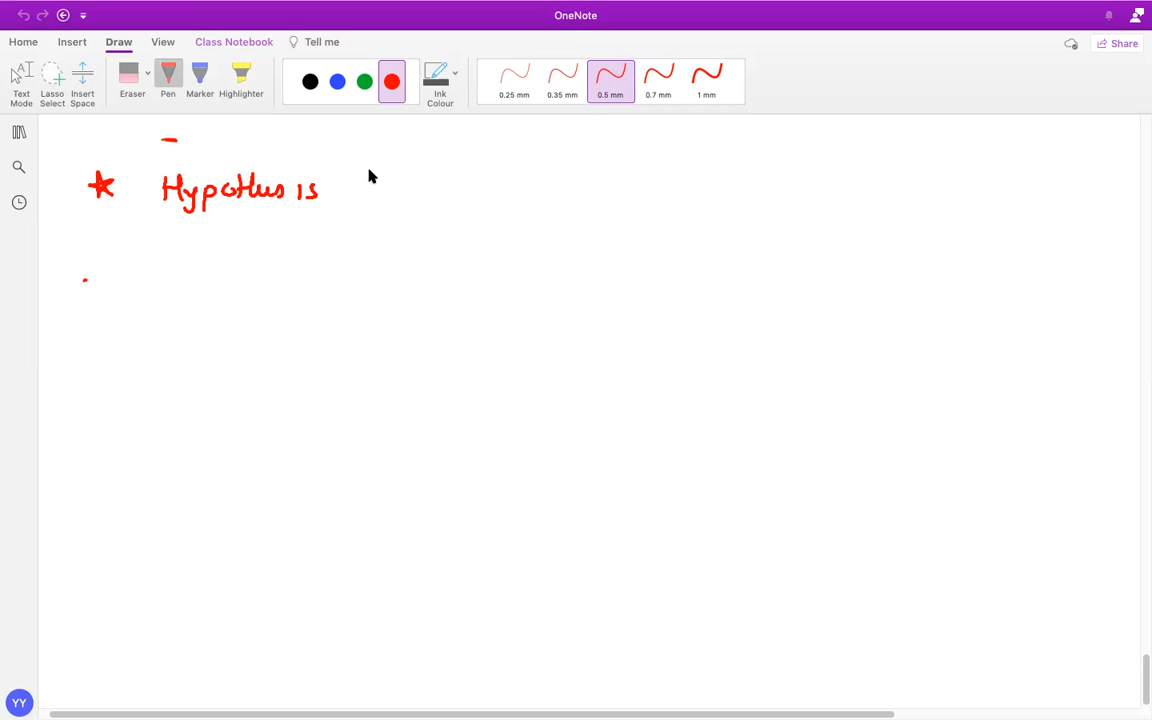 OneNote
Home Insert Draw View Class Notebook Tell me
Share
Text Mode
Lasso Select
Insert Space
Eraser
Pen
Marker
Highlighter
Ink Colour
0.25 mm
0.35 mm
0.5 mm
0.7 mm
1 mm
Hypothesis
YY